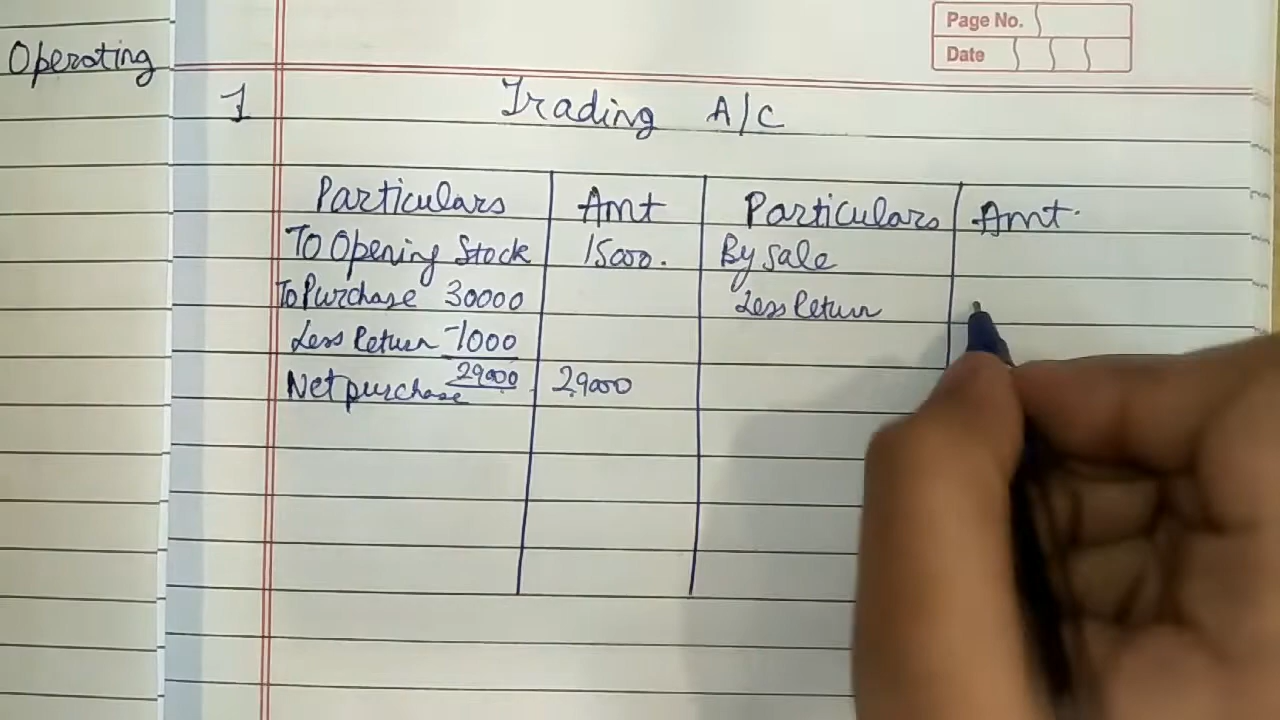 Page No.
Date
Operating
1 Trading A/C
Particulars Amt Particulars Amt.
To Opening Stock 15000. By Sale
To Purchase 30000 Less Return
Less Return -1000
Net purchase 29000 29000